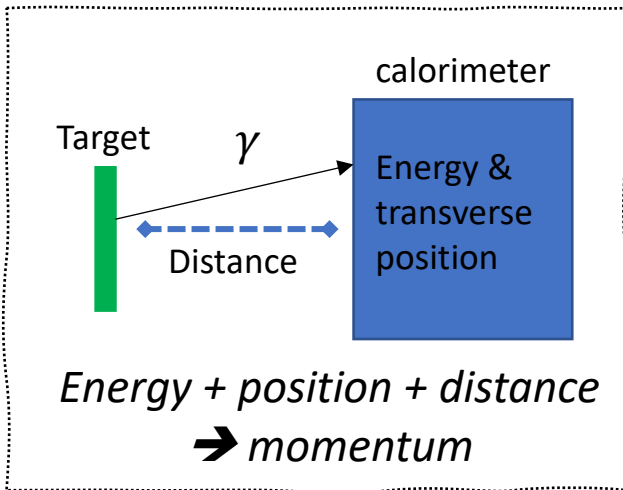 calorimeter
Target
γ
Energy &
transverse
position
Distance
Energy + position + distance
➔ momentum